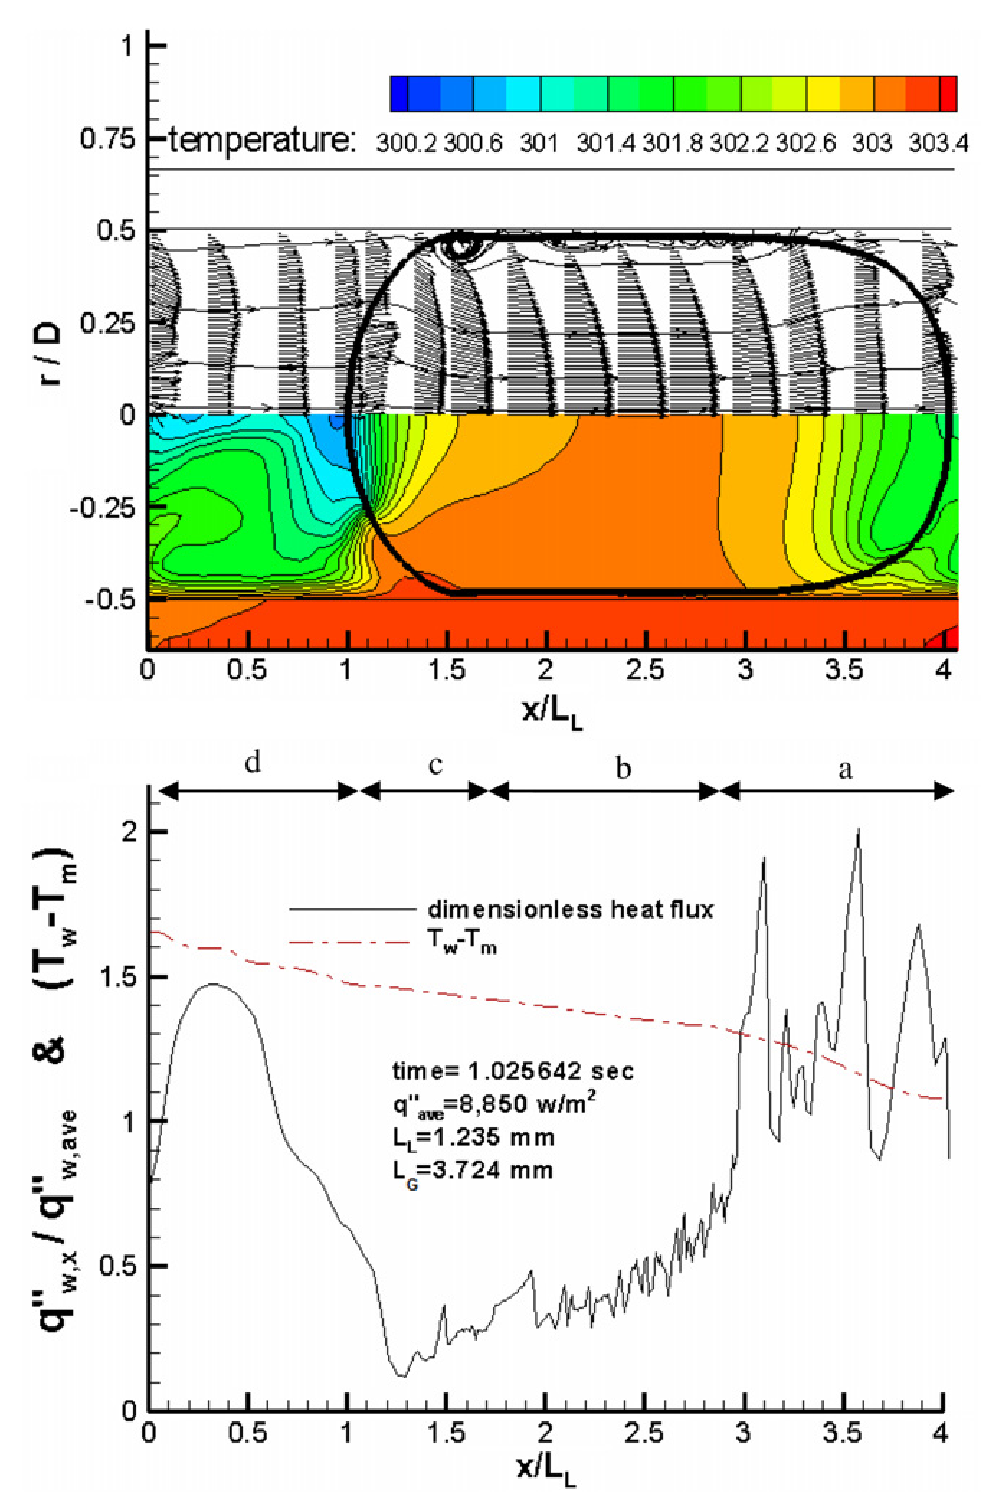 1
0.75
temperature:
300.2 300.6 301 301.4 301.8 302.2 302.6 303 303.4
0.5
0.25
r / D
0
-0.25
-0.5
0 0.5 1 1.5 2 2.5 3 3.5 4
x/L_L
d c b a
2
dimensionless heat flux
T_w-T_m
1.5
q"_w,x / q"_w,ave & (T_w-T_m)
time= 1.025642 sec
q"_ave=8,850 w/m²
1
L_L=1.235 mm
L_G=3.724 mm
0.5
0
0 0.5 1 1.5 2 2.5 3 3.5 4
x/L_L